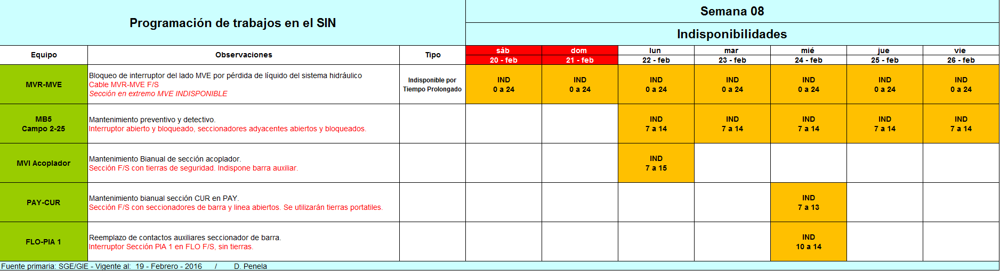 Programación de trabajos en el SIN
Semana 08
Indisponibilidades
Equipo Observaciones Tipo sáb dom lun mar mié jue vie
20 - feb 21 - feb 22 - feb 23 - feb 24 - feb 25 - feb 26 - feb
MVR-MVE
Bloqueo de interruptor del lado MVE por pérdida de líquido del sistema hidráulico
Cable MVR-MVE F/S
Sección en extremo MVE INDISPONIBLE
Indisponible por
Tiempo Prolongado
IND IND IND IND IND IND IND
0 a 24 0 a 24 0 a 24 0 a 24 0 a 24 0 a 24 0 a 24
MB5
Campo 2-25
Mantenimiento preventivo y detectivo.
Interruptor abierto y bloqueado, seccionadores adyacentes abiertos y bloqueados.
IND IND IND IND IND
7 a 14 7 a 14 7 a 14 7 a 14 7 a 14
MVI Acoplador
Mantenimiento Bianual de sección acoplador.
Sección F/S con tierras de seguridad. Indispone barra auxiliar.
IND
7 a 15
PAY-CUR
Mantenimiento bianual sección CUR en PAY.
Sección F/S con seccionadores de barra y linea abiertos. Se utilizarán tierras portatiles.
IND
7 a 13
FLO-PIA 1
Reemplazo de contactos auxiliares seccionador de barra.
Interruptor Sección PIA 1 en FLO F/S, sin tierras.
IND
10 a 14
Fuente primaria: SGE/GIE - Vigente al: 19 - Febrero - 2016 / D. Penela